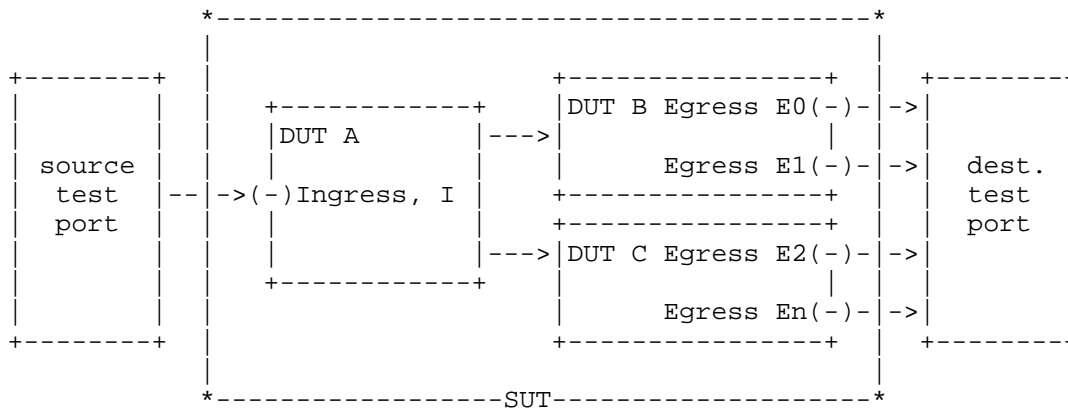 DUT B Egress E0(-)
DUT A
source Egress E1(-) dest.
test (-)Ingress, I test
port port
DUT C Egress E2(-)
Egress En(-)
SUT